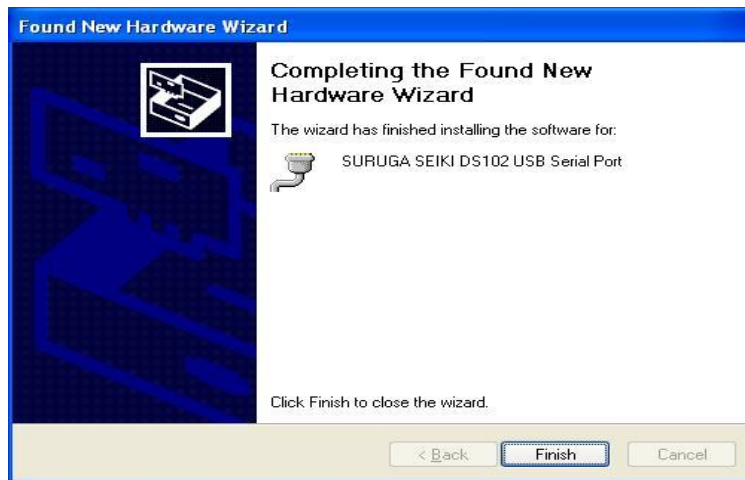 Found New Hardware Wizard
Completing the Found New
Hardware Wizard
The wizard has finished installing the software for:
SURUGA SEIKI DS102 USB Serial Port
Click Finish to close the wizard.
< Back
Finish
Cancel